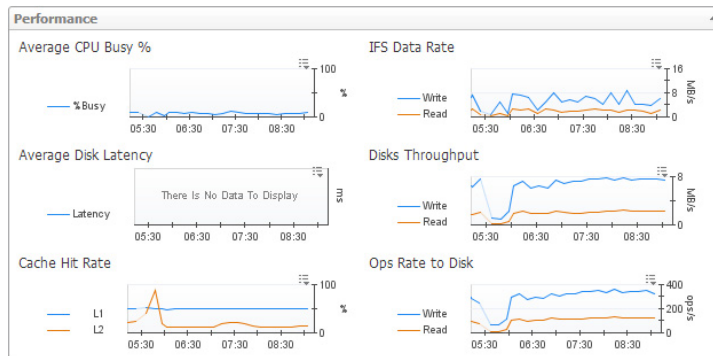 Performance
Average CPU Busy %
100
%
0
%Busy
05:30 06:30 07:30 08:30
IFS Data Rate
16
8
0
MB/s
Write
Read
05:30 06:30 07:30 08:30
Average Disk Latency
There Is No Data To Display
ms
Latency
05:30 06:30 07:30 08:30
Disks Throughput
8
0
MB/s
Write
Read
05:30 06:30 07:30 08:30
Cache Hit Rate
100
%
0
L1
L2
05:30 06:30 07:30 08:30
Ops Rate to Disk
400
200
0
ops/s
Write
Read
05:30 06:30 07:30 08:30